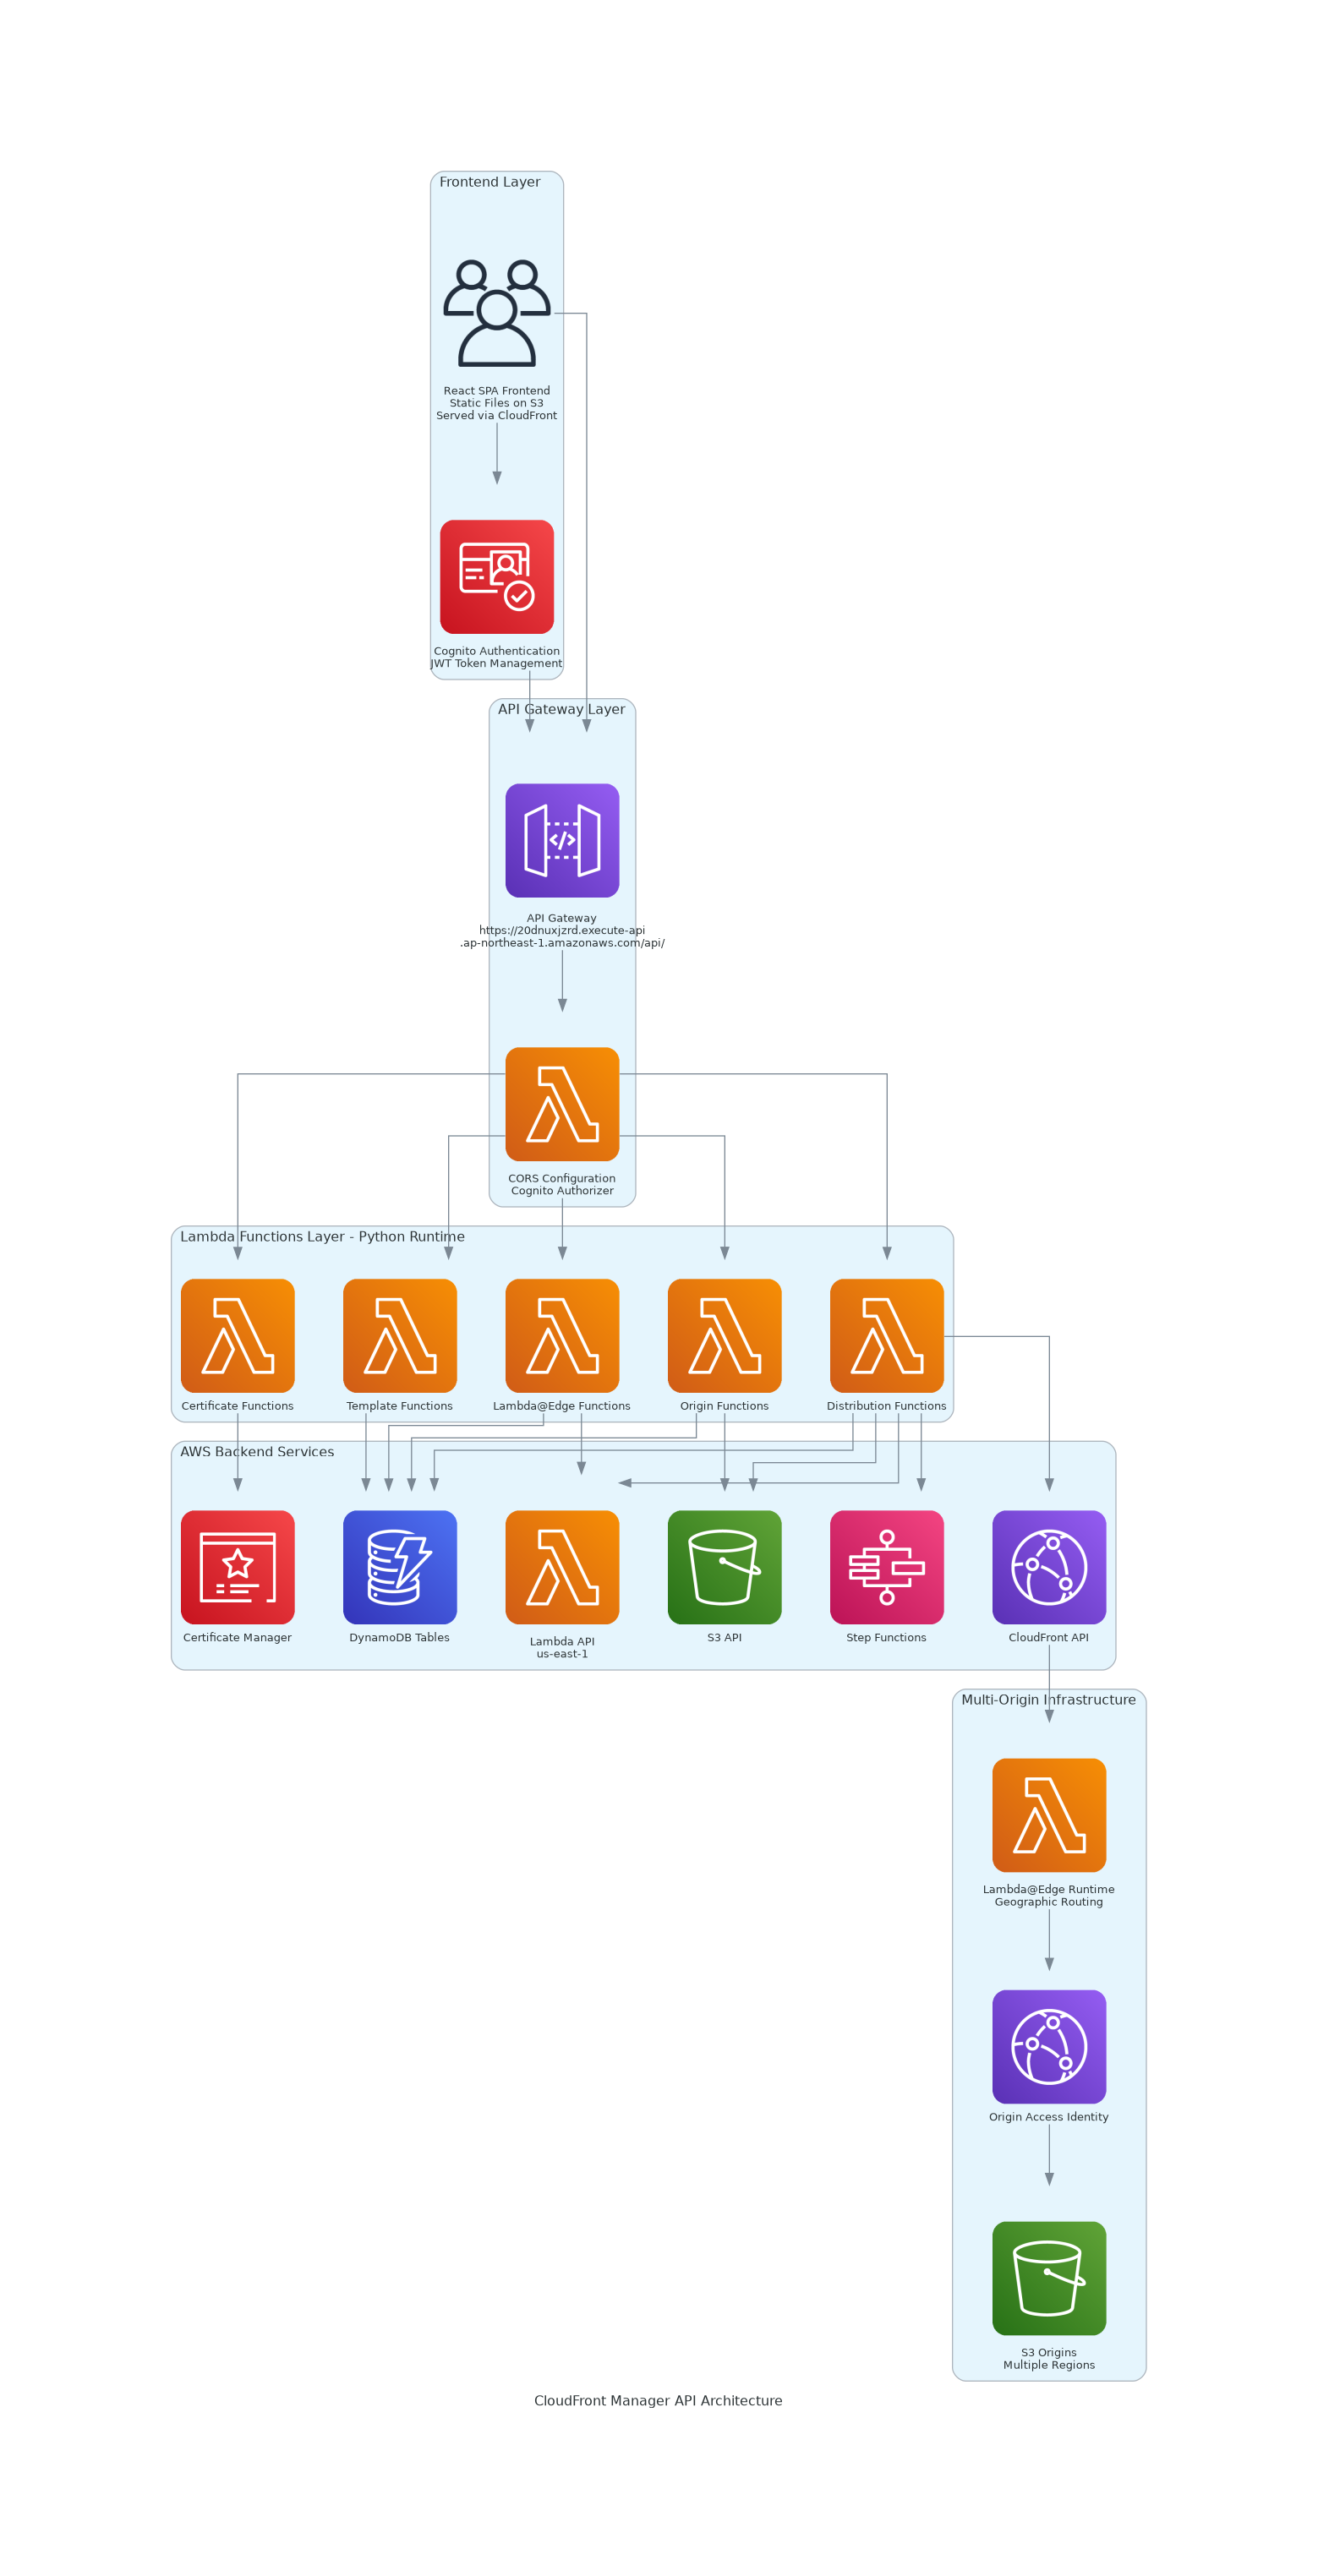 Frontend Layer
React SPA Frontend
Static Files on S3
Served via CloudFront
Cognito Authentication
JWT Token Management
API Gateway Layer
API Gateway
https://20dnuxjzrd.execute-api
.ap-northeast-1.amazonaws.com/api/
CORS Configuration
Cognito Authorizer
Lambda Functions Layer - Python Runtime
Certificate Functions
Template Functions
Lambda@Edge Functions
Origin Functions
Distribution Functions
AWS Backend Services
Certificate Manager
DynamoDB Tables
Lambda API
us-east-1
S3 API
Step Functions
CloudFront API
Multi-Origin Infrastructure
Lambda@Edge Runtime
Geographic Routing
Origin Access Identity
S3 Origins
Multiple Regions
CloudFront Manager API Architecture